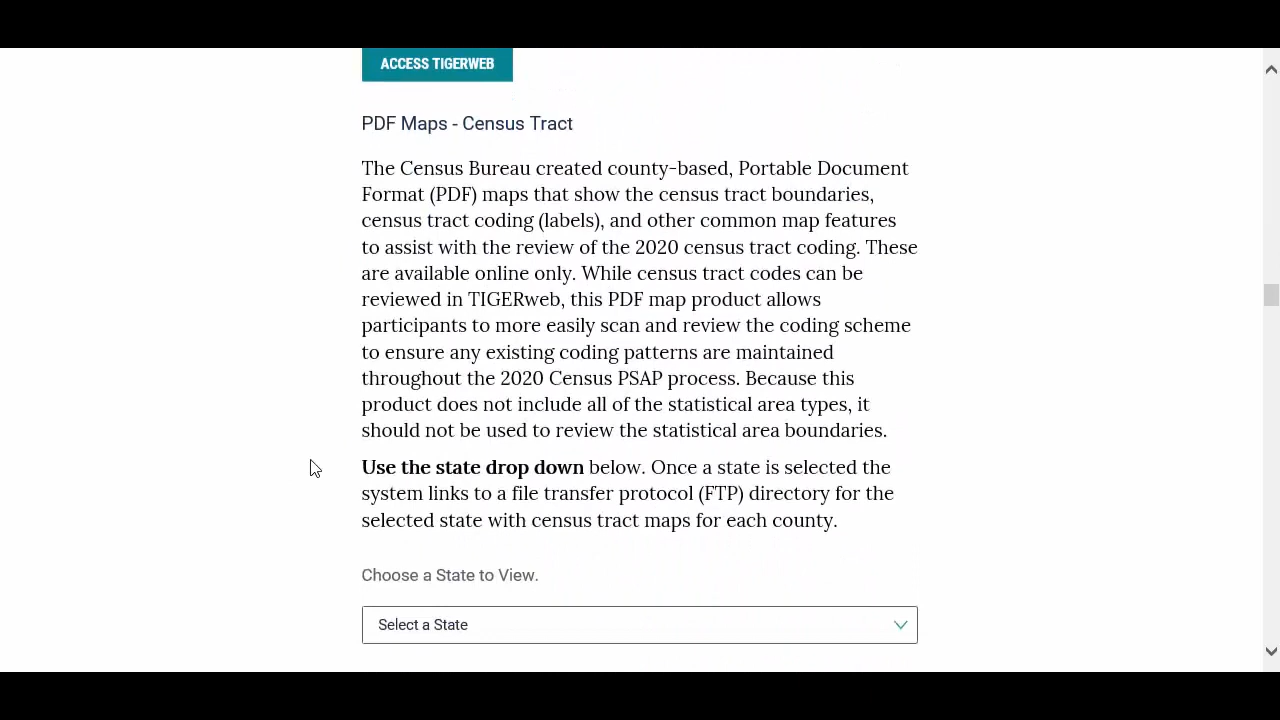 ACCESS TIGERWEB
PDF Maps - Census Tract
The Census Bureau created county-based, Portable Document
Format (PDF) maps that show the census tract boundaries,
census tract coding (labels), and other common map features
to assist with the review of the 2020 census tract coding. These
are available online only. While census tract codes can be
reviewed in TIGERweb, this PDF map product allows
participants to more easily scan and review the coding scheme
to ensure any existing coding patterns are maintained
throughout the 2020 Census PSAP process. Because this
product does not include all of the statistical area types, it
should not be used to review the statistical area boundaries.
Use the state drop down below. Once a state is selected the
system links to a file transfer protocol (FTP) directory for the
selected state with census tract maps for each county.
Choose a State to View.
Select a State